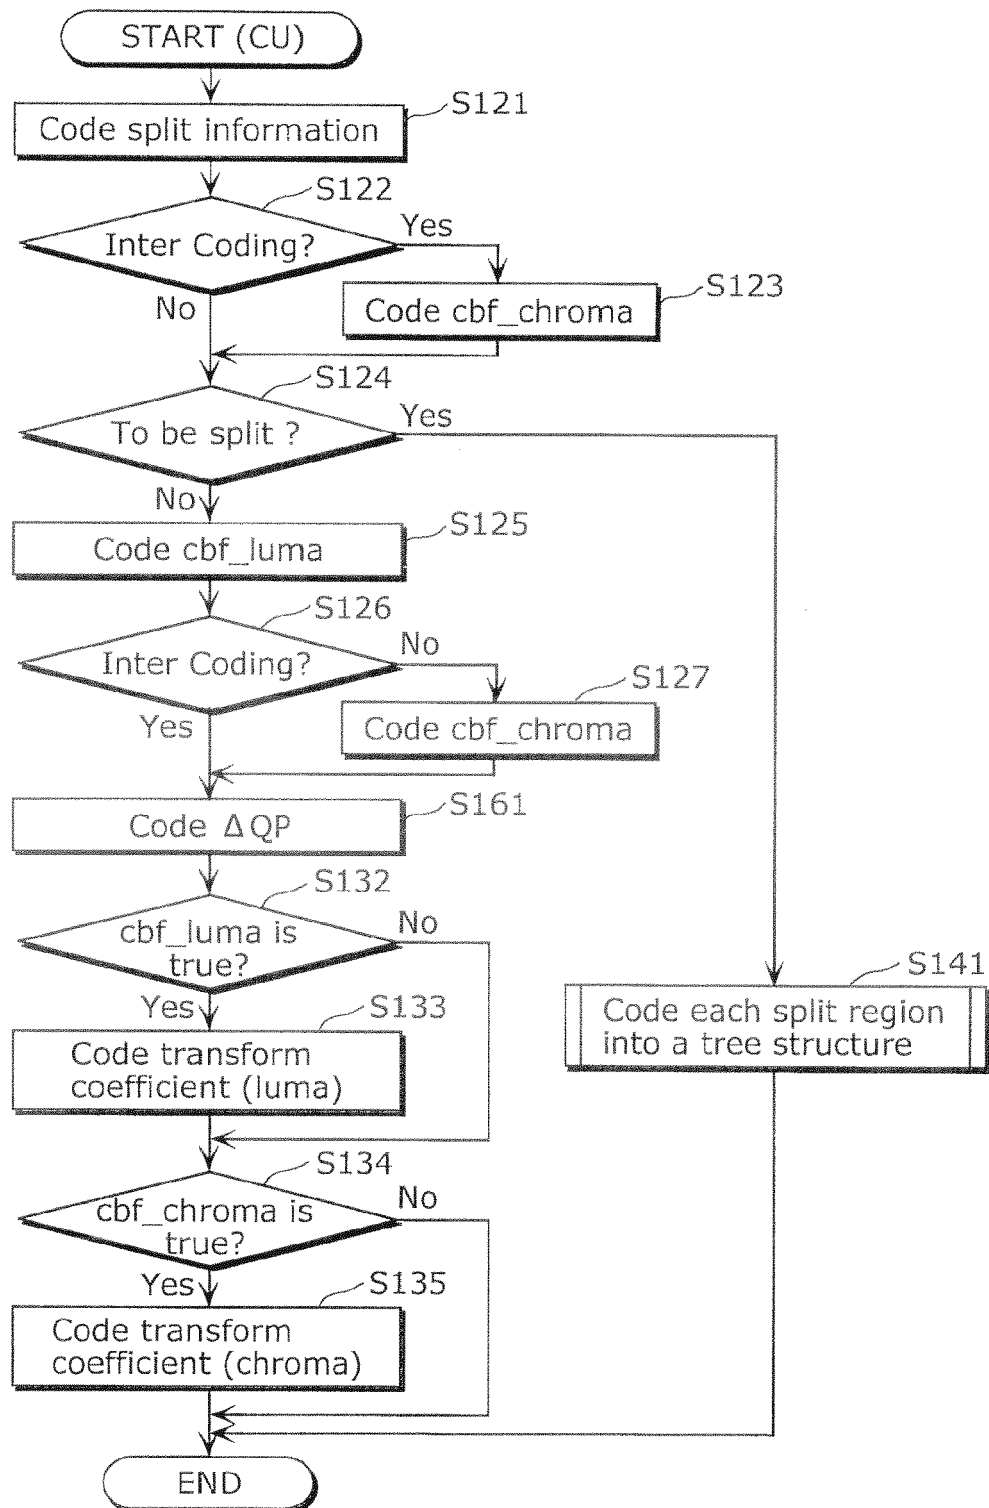 START (CU)
S121
Code split information
S122
Inter Coding?
Yes
No
S123
Code cbf_chroma
S124
To be split ?
Yes
No
S125
Code cbf_luma
S126
Inter Coding?
No
Yes
S127
Code cbf_chroma
S161
Code ΔQP
S132
cbf_luma is
true?
No
Yes
S133
Code transform
coefficient (luma)
S141
Code each split region
into a tree structure
S134
cbf_chroma is
true?
No
Yes
S135
Code transform
coefficient (chroma)
END